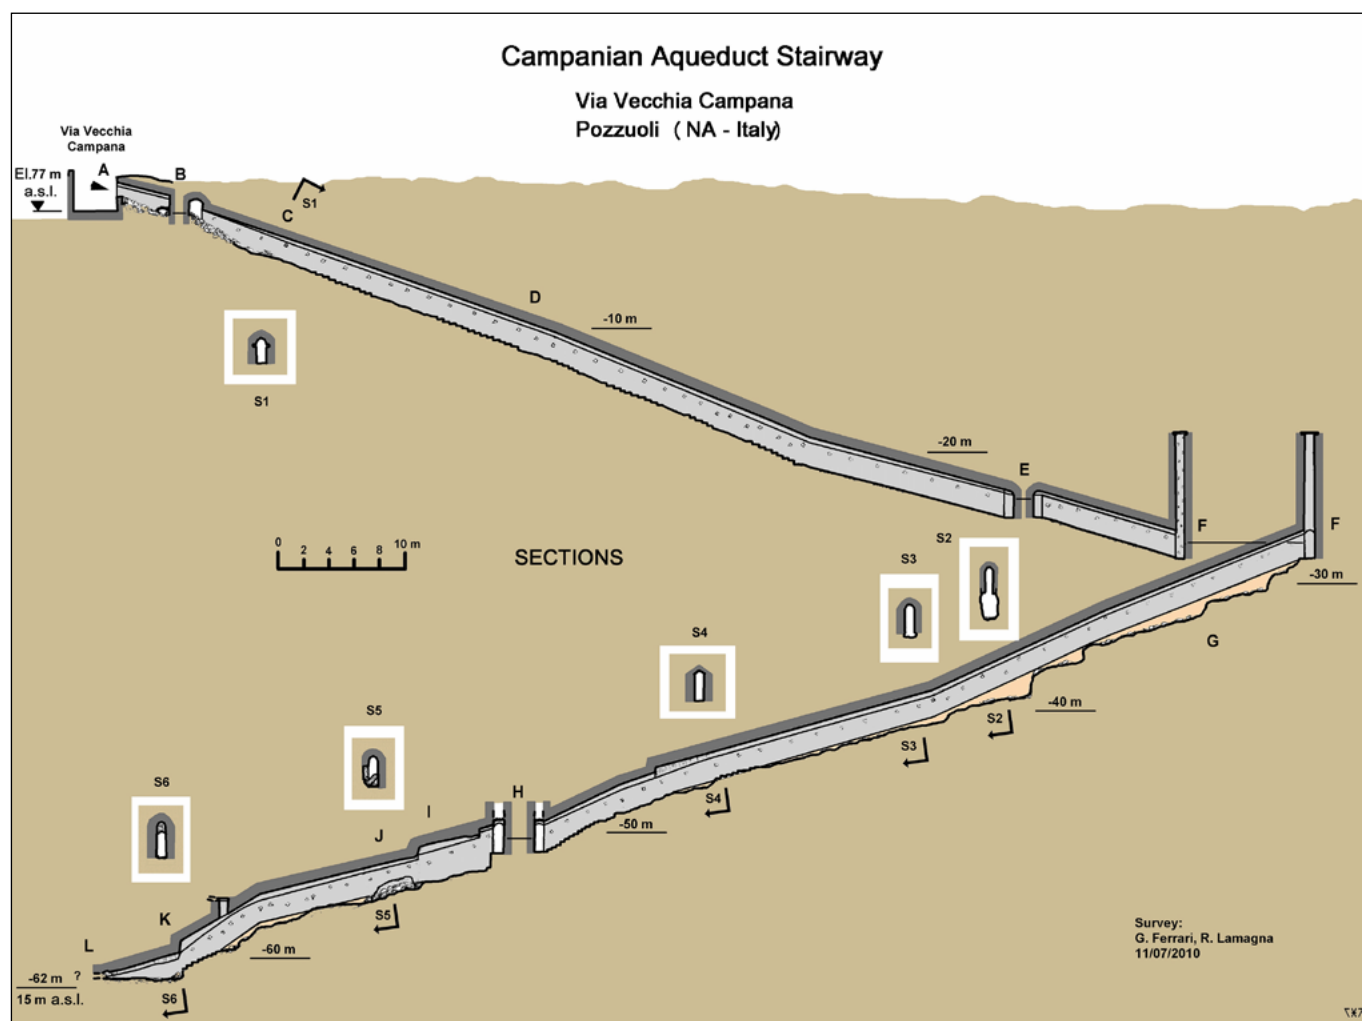 Campanian Aqueduct Stairway
Via Vecchia Campana
Pozzuoli ( NA - Italy)
Via Vecchia
Campana
El.77 m
a.s.l.
A
B
C
S1
D
-10 m
S1
-20 m
E
F
F
0 2 4 6 8 10 m
SECTIONS
S3
S2
-30 m
S4
G
S2
-40 m
S3
S5
S4
S6
H
I
-50 m
J
K
S5
L
-60 m
-62 m ?
15 m a.s.l.
S6
Survey:
G. Ferrari, R. Lamagna
11/07/2010